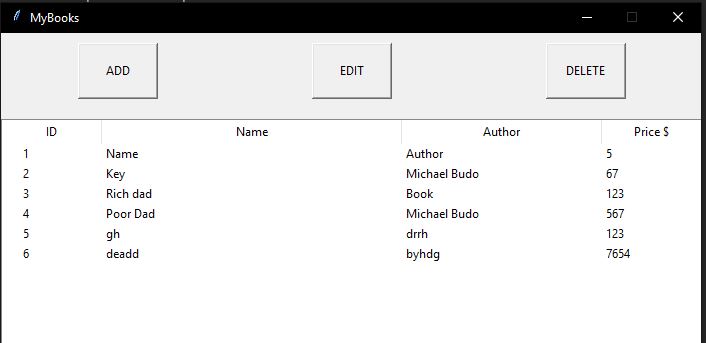 MyBooks
ADD EDIT DELETE
ID Name Author Price $
1 Name Author 5
2 Key Michael Budo 67
3 Rich dad Book 123
4 Poor Dad Michael Budo 567
5 gh drrh 123
6 deadd byhdg 7654